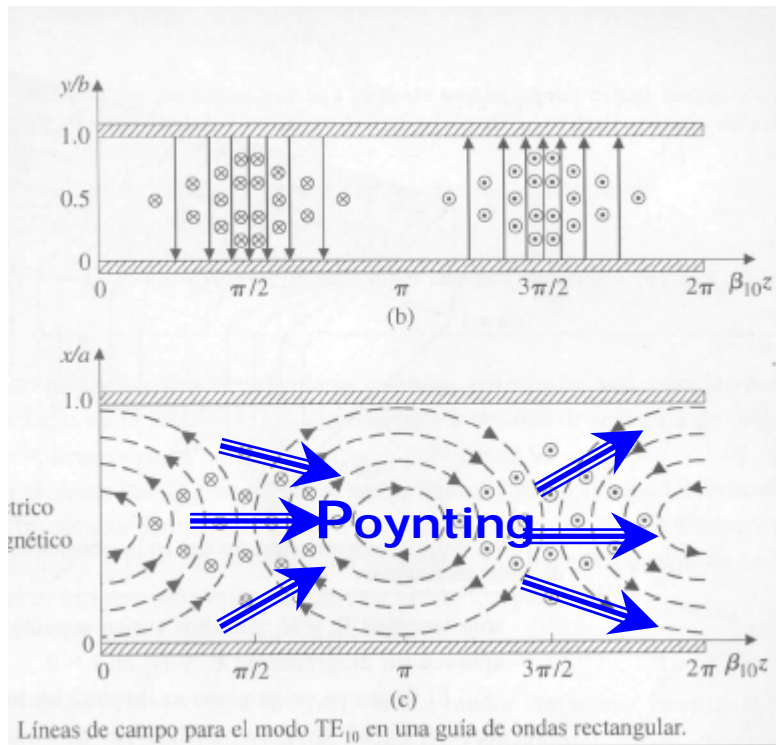 y/b
1.0
0.5
0
0 π/2 π 3π/2 2π β₁₀z
(b)
x/a
1.0
ctrico
gnético
Poynting
0
0 π/2 π 3π/2 2π β₁₀z
(c)
Líneas de campo para el modo TE₁₀ en una guía de ondas rectangular.